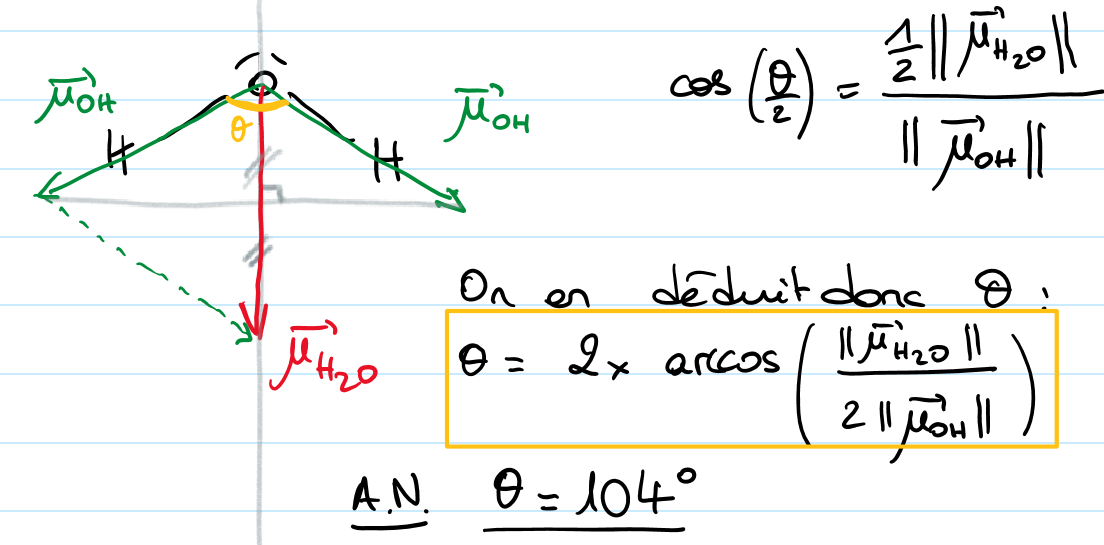 μ⃗OH
O
μ⃗OH
θ
H
H
μ⃗H₂O
cos (θ/2) = ½ ‖ μ⃗H₂O ‖ / ‖ μ⃗OH ‖
On en déduit donc θ :
θ = 2 × arccos ( ‖ μ⃗H₂O ‖ / 2 ‖ μ⃗OH ‖ )
A.N. θ = 104°